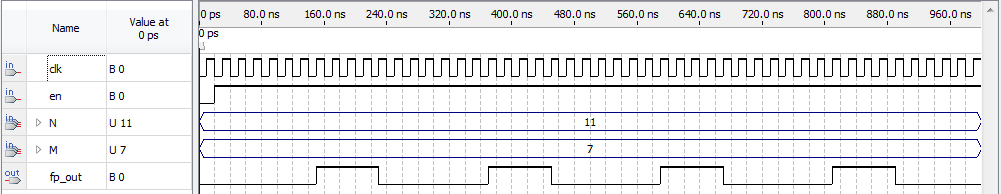 Name
Value at
0 ps
0 ps 80.0 ns 160.0 ns 240.0 ns 320.0 ns 400.0 ns 480.0 ns 560.0 ns 640.0 ns 720.0 ns 800.0 ns 880.0 ns 960.0 ns
0 ps
in clk B 0
in en B 0
in N U 11 11
in M U 7 7
out fp_out B 0